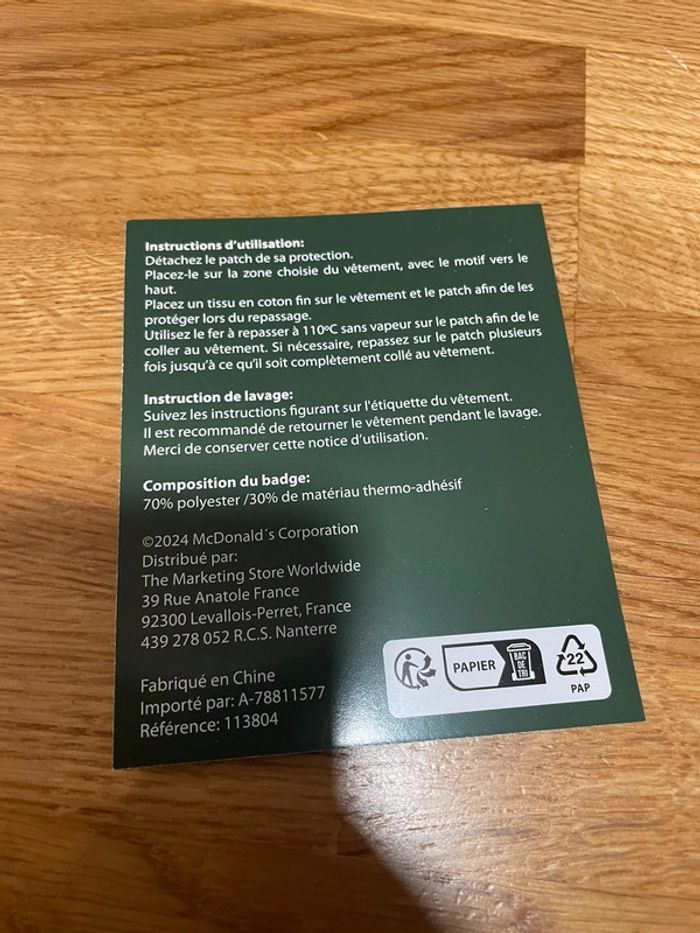 Instructions d'utilisation:
Détachez le patch de sa protection.
Placez-le sur la zone choisie du vêtement, avec le motif vers le
haut.
Placez un tissu en coton fin sur le vêtement et le patch afin de les
protéger lors du repassage.
Utilisez le fer à repasser à 110ºC sans vapeur sur le patch afin de le
coller au vêtement. Si nécessaire, repassez sur le patch plusieurs
fois jusqu'à ce qu'il soit complètement collé au vêtement.
Instruction de lavage:
Suivez les instructions figurant sur l'étiquette du vêtement.
Il est recommandé de retourner le vêtement pendant le lavage.
Merci de conserver cette notice d'utilisation.
Composition du badge:
70% polyester /30% de matériau thermo-adhésif
©2024 McDonald´s Corporation
Distribué par:
The Marketing Store Worldwide
39 Rue Anatole France
92300 Levallois-Perret, France
439 278 052 R.C.S. Nanterre
Fabriqué en Chine
Importé par: A-78811577
Référence: 113804
PAPIER
BAC
DE
TRI
22
PAP